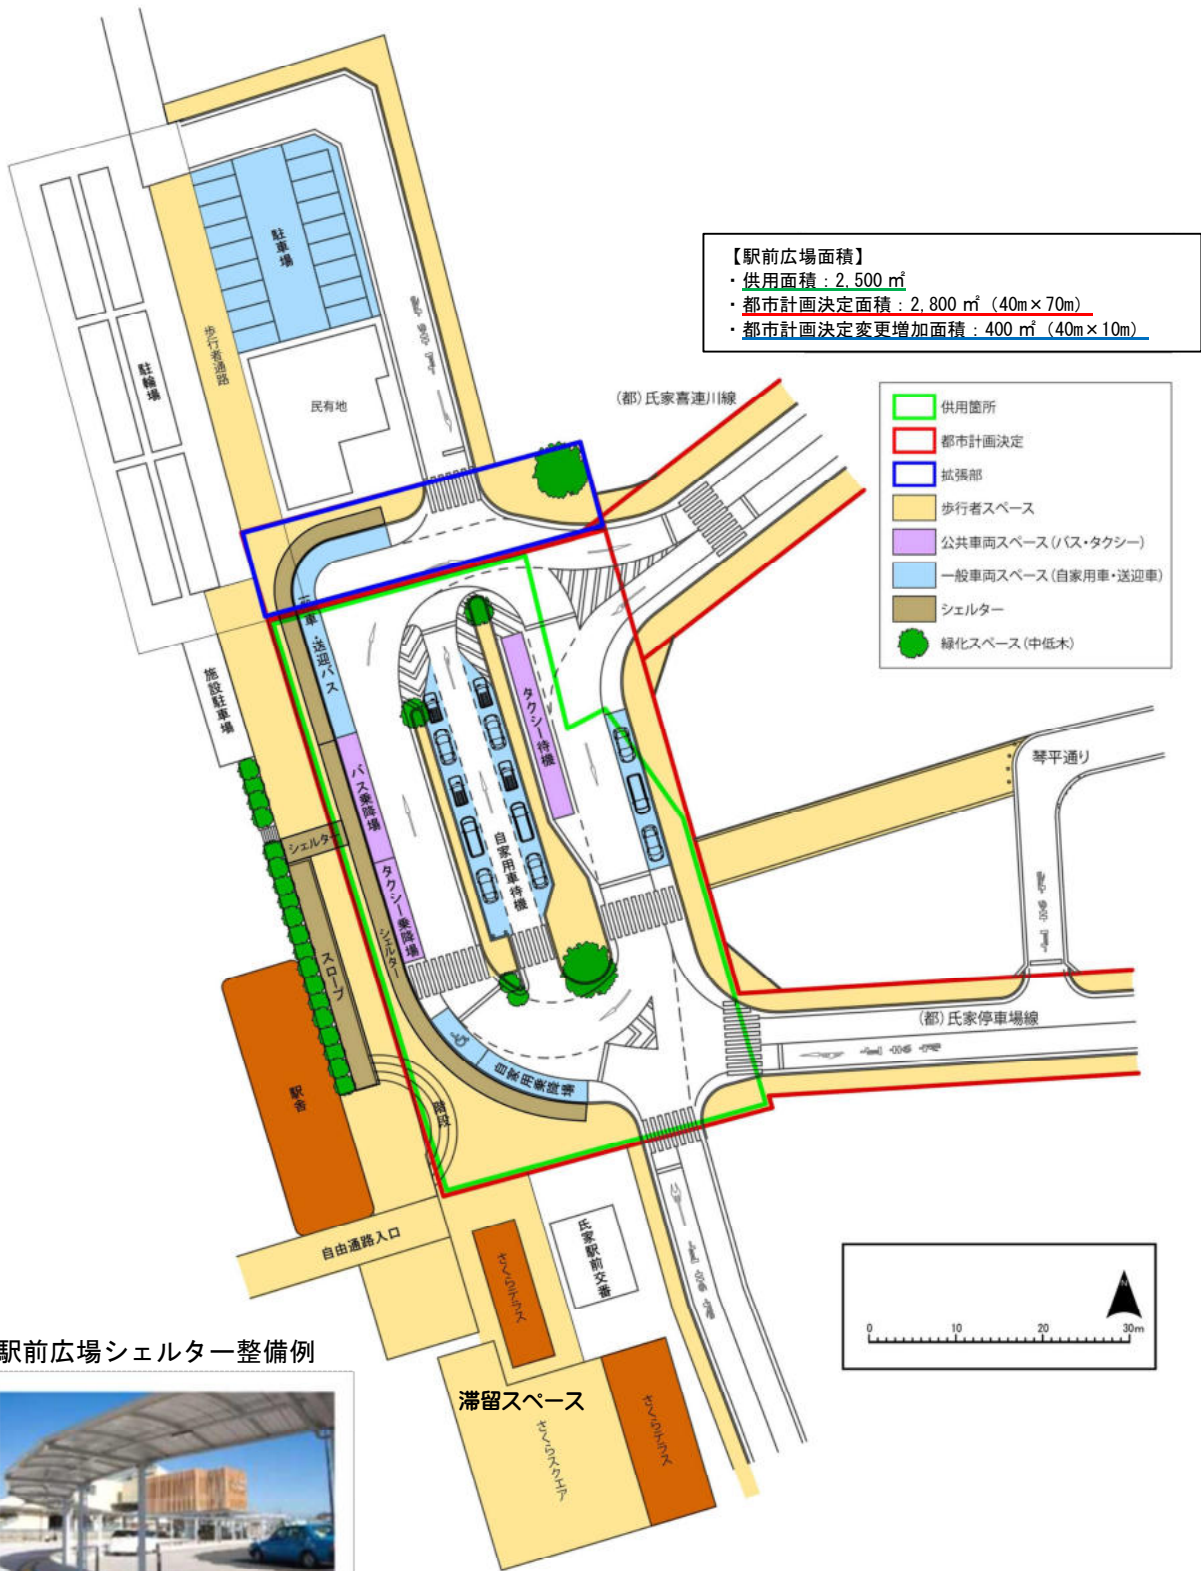 【駅前広場面積】
・供用面積:2,500 ㎡
・都市計画決定面積:2,800 ㎡(40m×70m)
・都市計画決定変更増加面積:400 ㎡(40m×10m)
供用箇所
都市計画決定
拡張部
歩行者スペース
公共車両スペース(バス・タクシー)
一般車両スペース(自家用車・送迎車)
シェルター
緑化スペース(中低木)
駐車場
歩行者通路
駐輪場
民有地
(都)氏家喜連川線
施設駐車場
一般車・送迎バス
タクシー待機
バス乗降場
自家用車待機
シェルター
タクシー乗降場
シェルター
スロープ
琴平通り
(都)氏家停車場線
自家用乗降場
駅舎
階段
自由通路入口
さくらテラス
氏家駅前交番
N
0 10 20 30m
駅前広場シェルター整備例
滞留スペース
さくらスクエア
さくらテラス